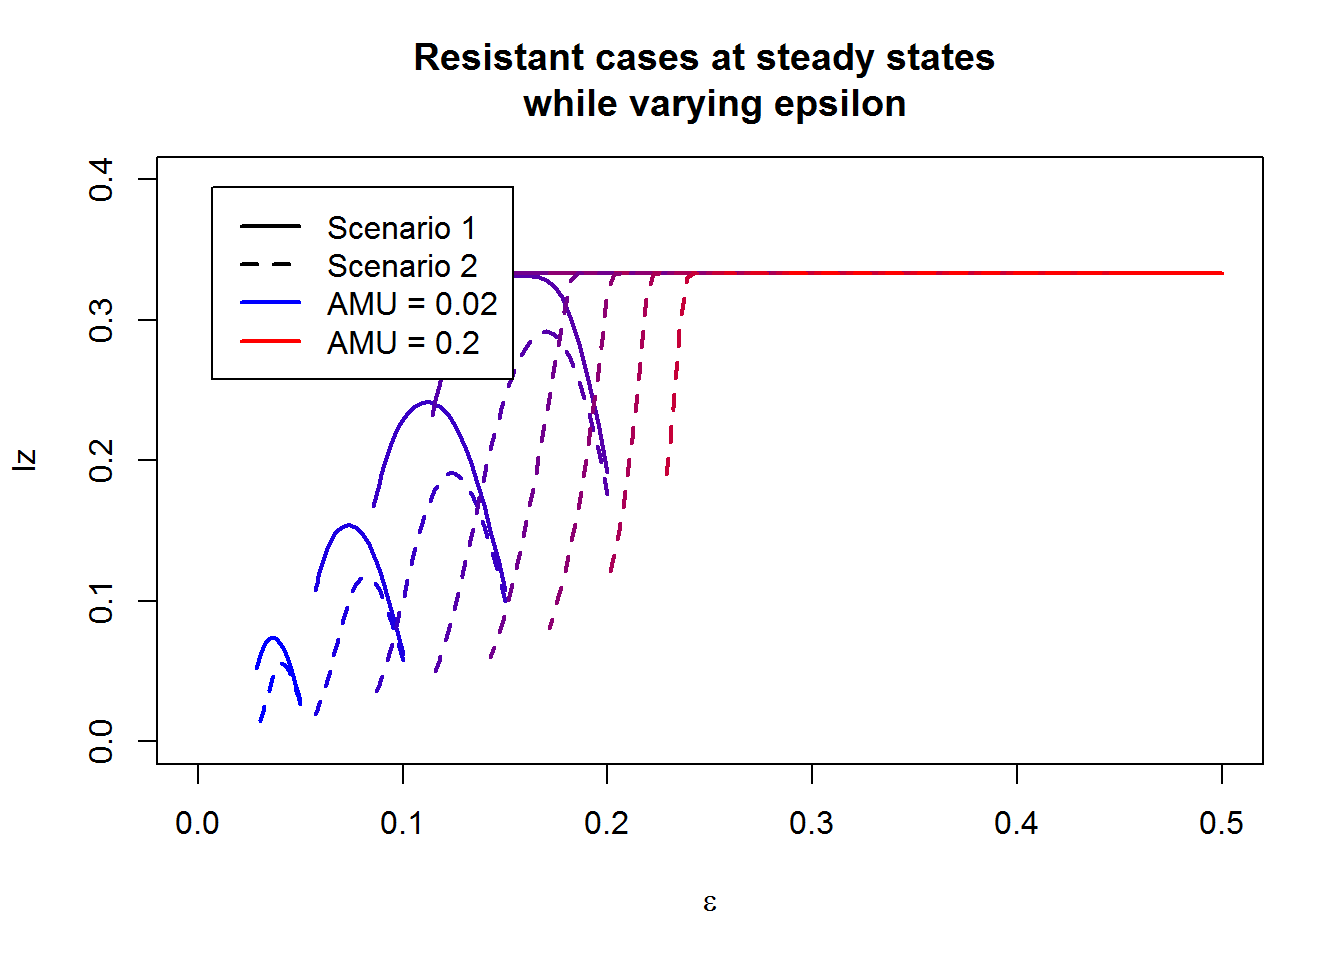 Resistant cases at steady states
while varying epsilon
Iz
0.4
0.3
0.2
0.1
0.0
Scenario 1
Scenario 2
AMU = 0.02
AMU = 0.2
0.0 0.1 0.2 0.3 0.4 0.5
ε